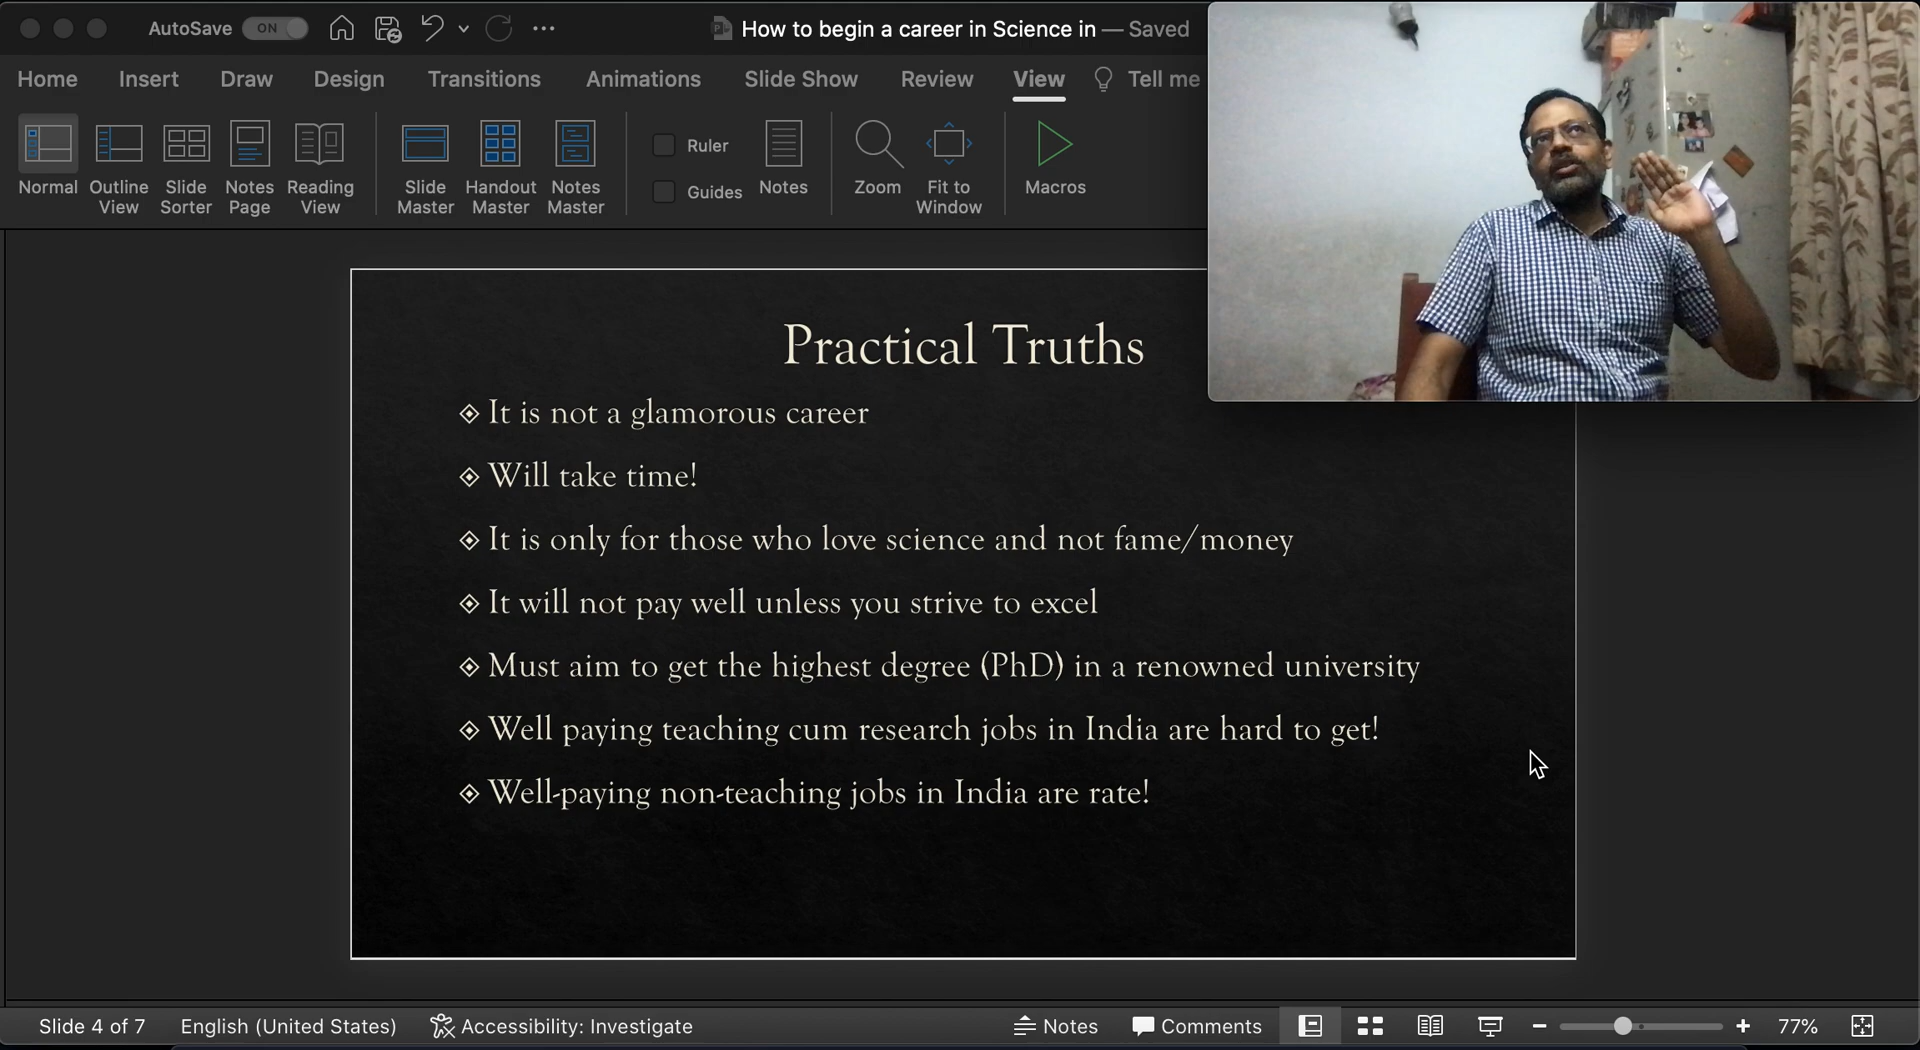 AutoSave ON
How to begin a career in Science in — Saved
Home Insert Draw Design Transitions Animations Slide Show Review View Tell me
Normal Outline View Slide Sorter Notes Page Reading View Slide Master Handout Master Notes Master Ruler Guides Notes Zoom Fit to Window Macros
Practical Truths
It is not a glamorous career
Will take time!
It is only for those who love science and not fame/money
It will not pay well unless you strive to excel
Must aim to get the highest degree (PhD) in a renowned university
Well paying teaching cum research jobs in India are hard to get!
Well-paying non-teaching jobs in India are rate!
Slide 4 of 7 English (United States) Accessibility: Investigate Notes Comments 77%